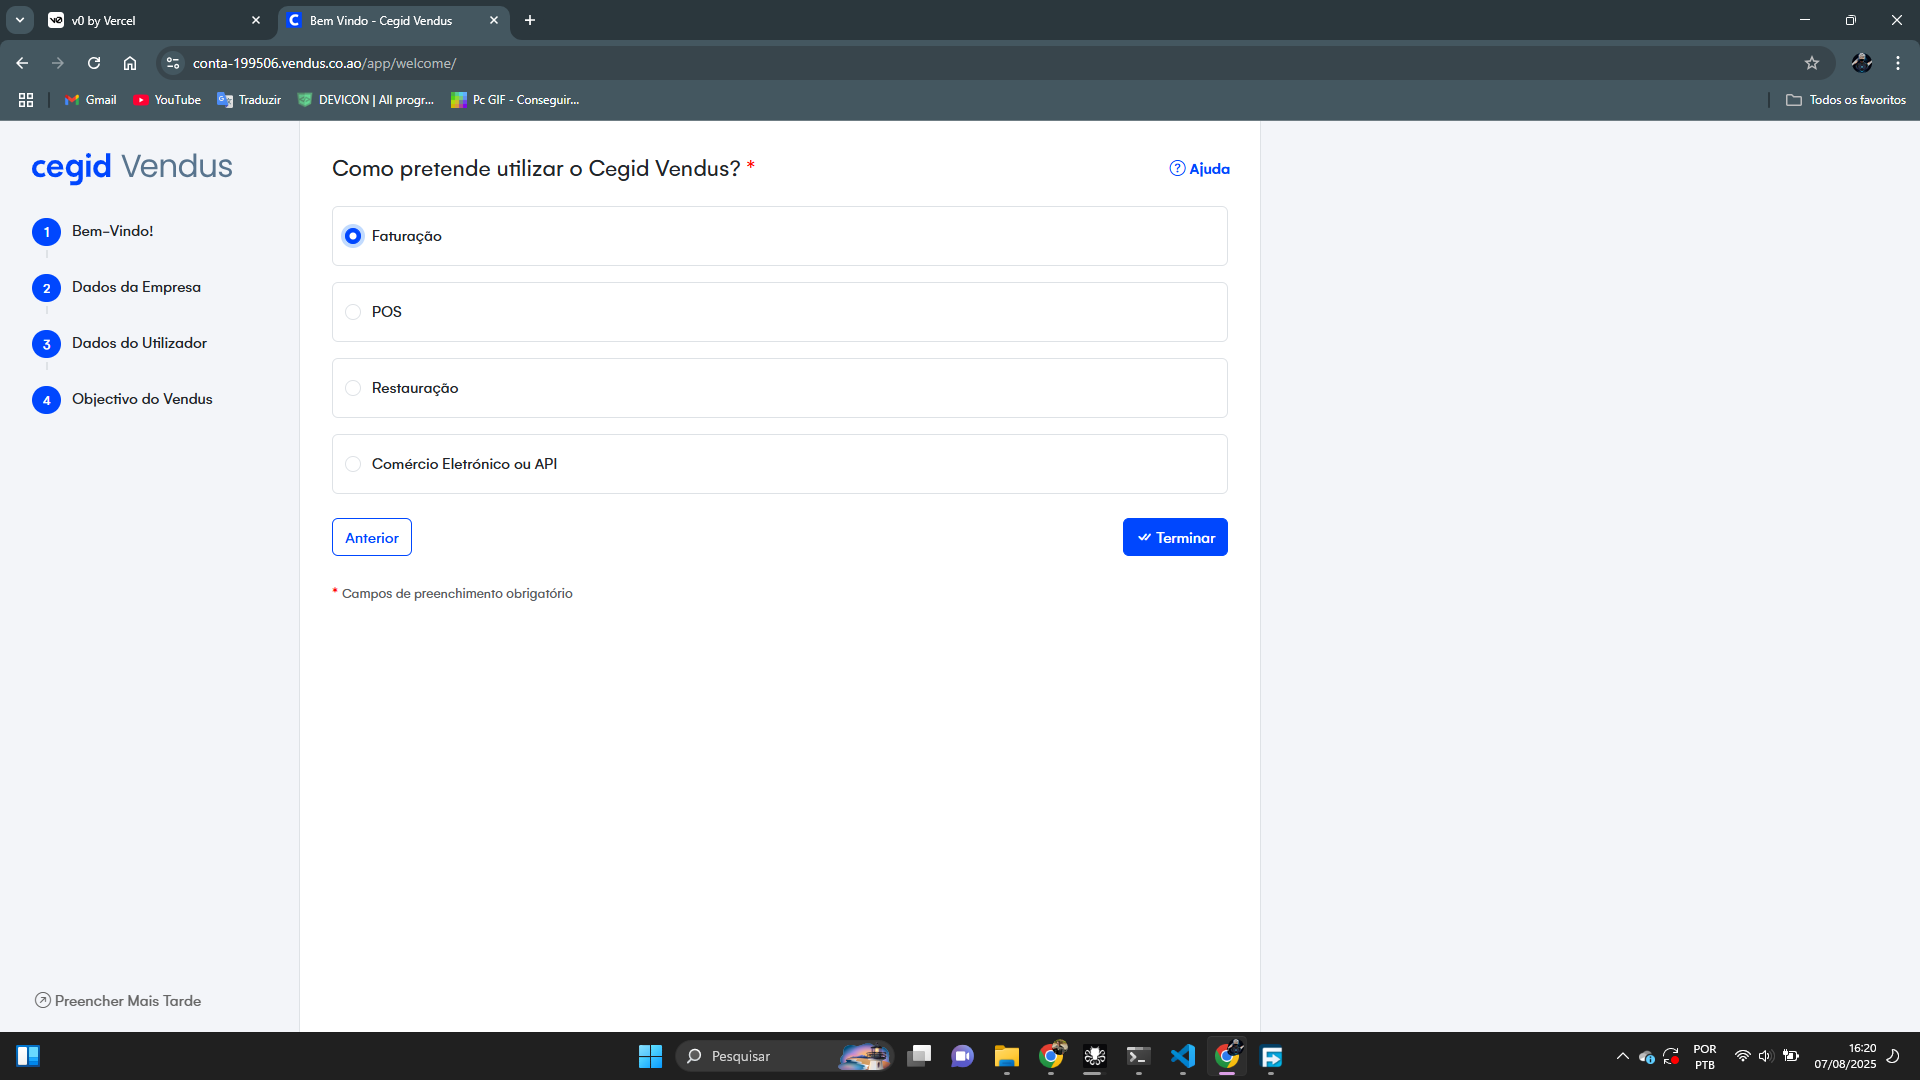 v0 by Vercel
Bem Vindo - Cegid Vendus
conta-199506.vendus.co.ao/app/welcome/
Gmail
YouTube
Traduzir
DEVICON | All progr...
Pc GIF - Conseguir...
Todos os favoritos
cegid Vendus
1 Bem-Vindo!
2 Dados da Empresa
3 Dados do Utilizador
4 Objectivo do Vendus
Preencher Mais Tarde
Como pretende utilizar o Cegid Vendus? *
Ajuda
Faturação
POS
Restauração
Comércio Eletrónico ou API
Anterior
Terminar
* Campos de preenchimento obrigatório
Pesquisar
POR
PTB
16:20
07/08/2025